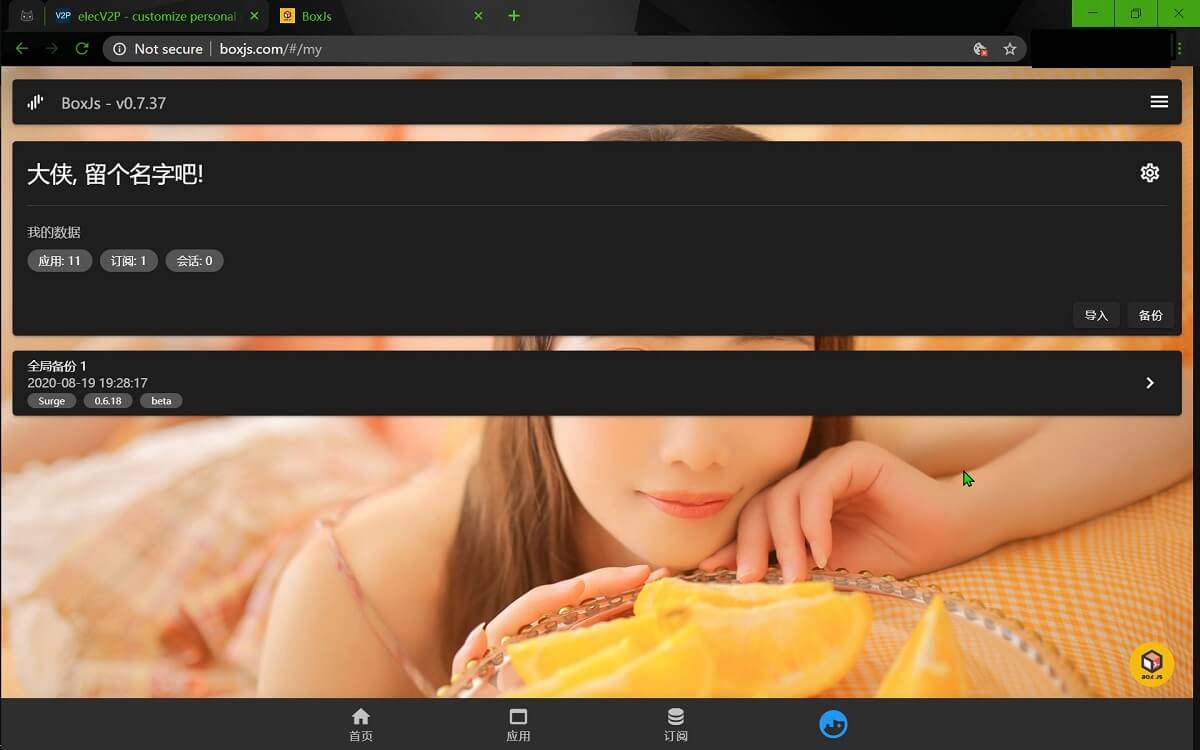 V2P elecV2P - customize personal
BoxJs
Not secure boxjs.com/#/my
BoxJs - v0.7.37
大侠, 留个名字吧!
我的数据
应用: 11 订阅: 1 会话: 0
导入 备份
全局备份 1
2020-08-19 19:28:17
Surge 0.6.18 beta
BOX.JS
首页 应用 订阅